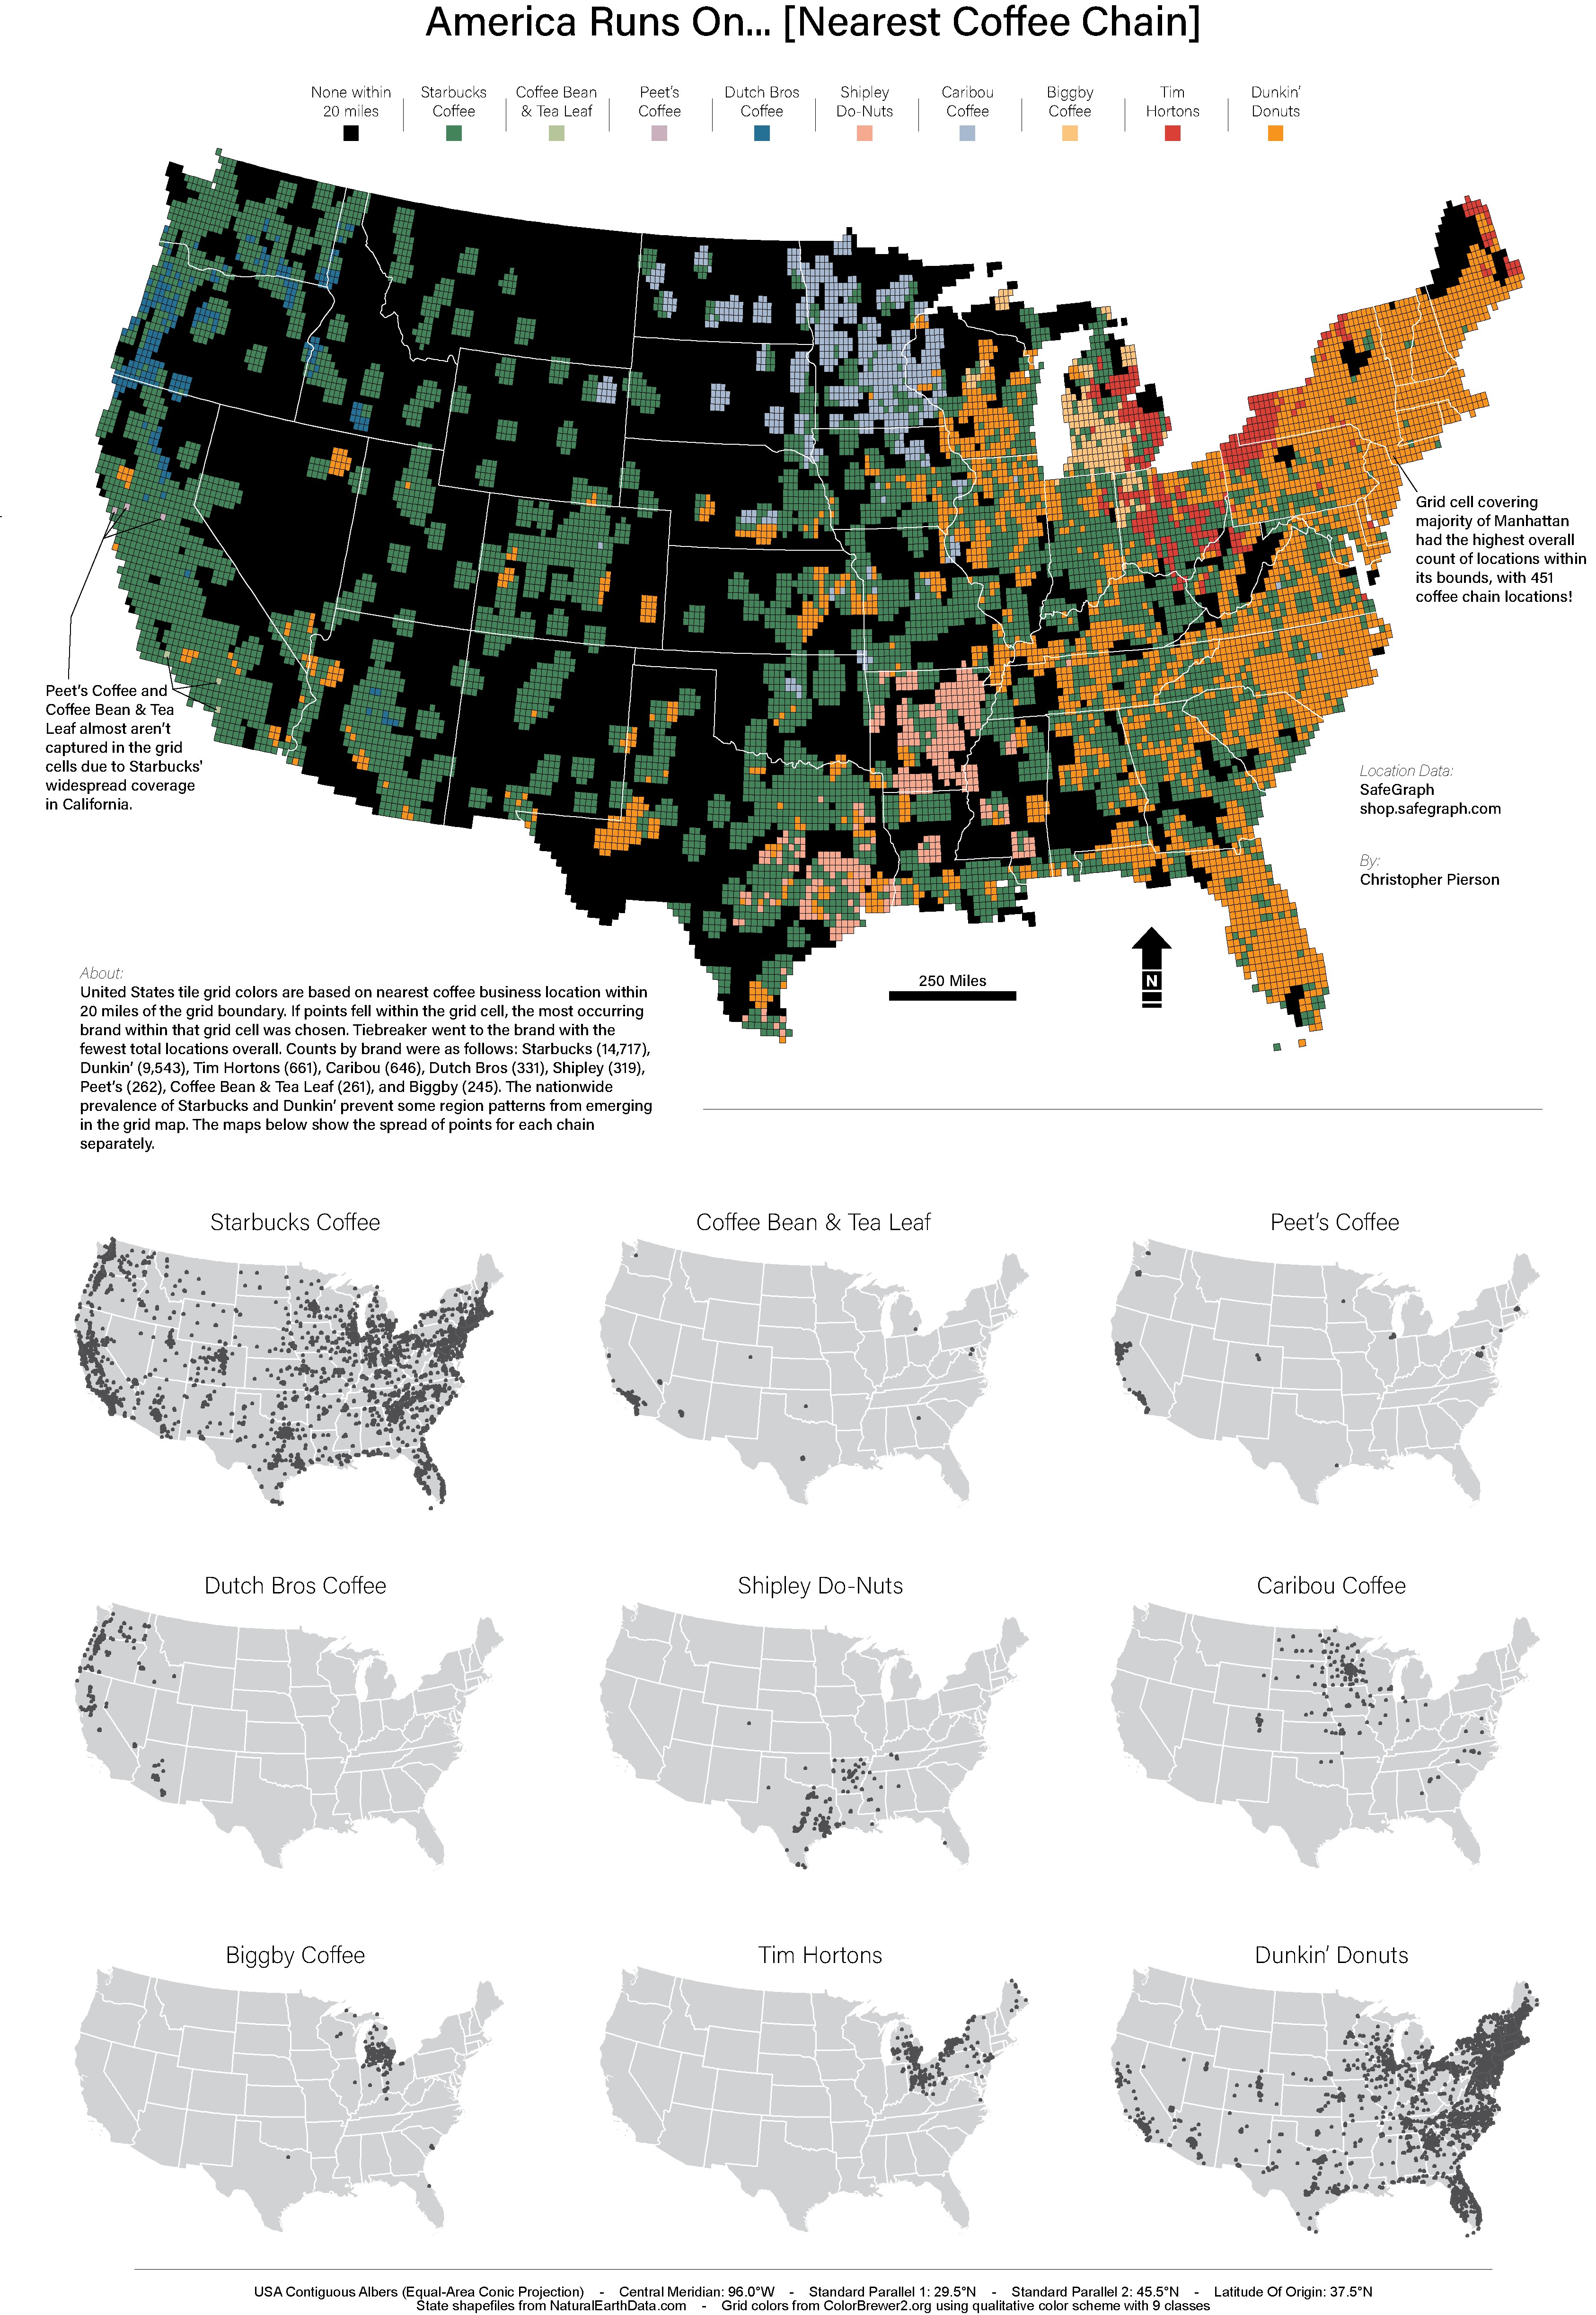 America Runs On... [Nearest Coffee Chain]
None within
20 miles
Starbucks
Coffee
Coffee Bean
& Tea Leaf
Peet's
Coffee
Dutch Bros
Coffee
Shipley
Do-Nuts
Caribou
Coffee
Biggby
Coffee
Tim
Hortons
Dunkin'
Donuts
Grid cell covering
majority of Manhattan
had the highest overall
count of locations within
its bounds, with 451
coffee chain locations!
Peet's Coffee and
Coffee Bean & Tea
Leaf almost aren't
captured in the grid
cells due to Starbucks'
widespread coverage
in California.
Location Data:
SafeGraph
shop.safegraph.com
By:
Christopher Pierson
250 Miles
N
About:
United States tile grid colors are based on nearest coffee business location within
20 miles of the grid boundary. If points fell within the grid cell, the most occurring
brand within that grid cell was chosen. Tiebreaker went to the brand with the
fewest total locations overall. Counts by brand were as follows: Starbucks (14,717),
Dunkin' (9,543), Tim Hortons (661), Caribou (646), Dutch Bros (331), Shipley (319),
Peet's (262), Coffee Bean & Tea Leaf (261), and Biggby (245). The nationwide
prevalence of Starbucks and Dunkin' prevent some region patterns from emerging
in the grid map. The maps below show the spread of points for each chain
separately.
Starbucks Coffee
Coffee Bean & Tea Leaf
Peet's Coffee
Dutch Bros Coffee
Shipley Do-Nuts
Caribou Coffee
Biggby Coffee
Tim Hortons
Dunkin' Donuts
USA Contiguous Albers (Equal-Area Conic Projection) - Central Meridian: 96.0°W - Standard Parallel 1: 29.5°N - Standard Parallel 2: 45.5°N - Latitude Of Origin: 37.5°N
State shapefiles from NaturalEarthData.com - Grid colors from ColorBrewer2.org using qualitative color scheme with 9 classes